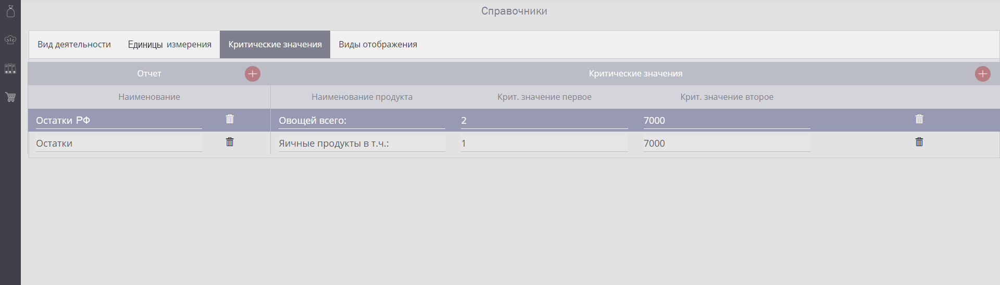 Справочники
Вид деятельности Единицы измерения Критические значения Виды отображения
Отчет Критические значения
Наименование Наименование продукта Крит. значение первое Крит. значение второе
Остатки РФ Овощей всего: 2 7000
Остатки Яичные продукты в т.ч.: 1 7000